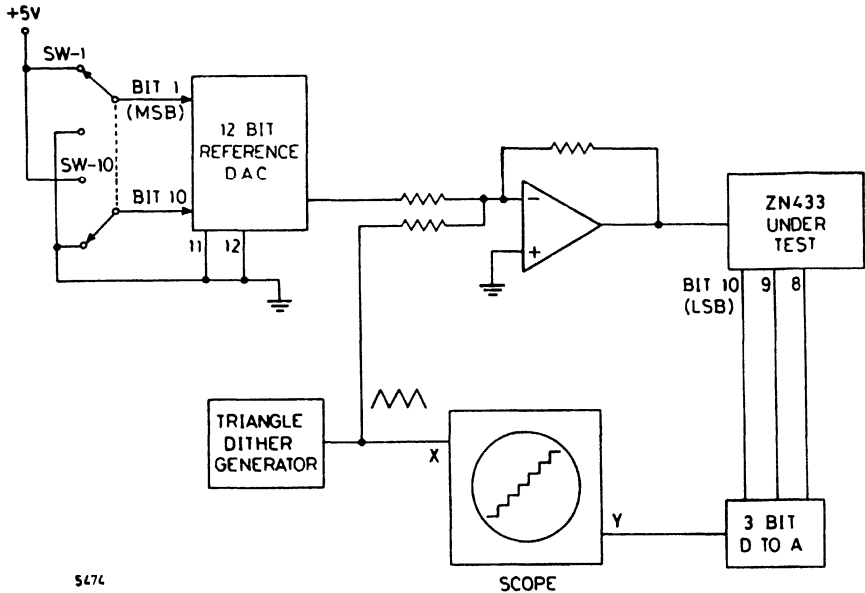 +5V
SW-1
BIT 1
(MSB)
12 BIT
REFERENCE
DAC
SW-10
BIT 10
11
12
−
+
ZN433
UNDER
TEST
BIT 10
(LSB)
9
8
TRIANGLE
DITHER
GENERATOR
X
Y
3 BIT
D TO A
SCOPE
5474